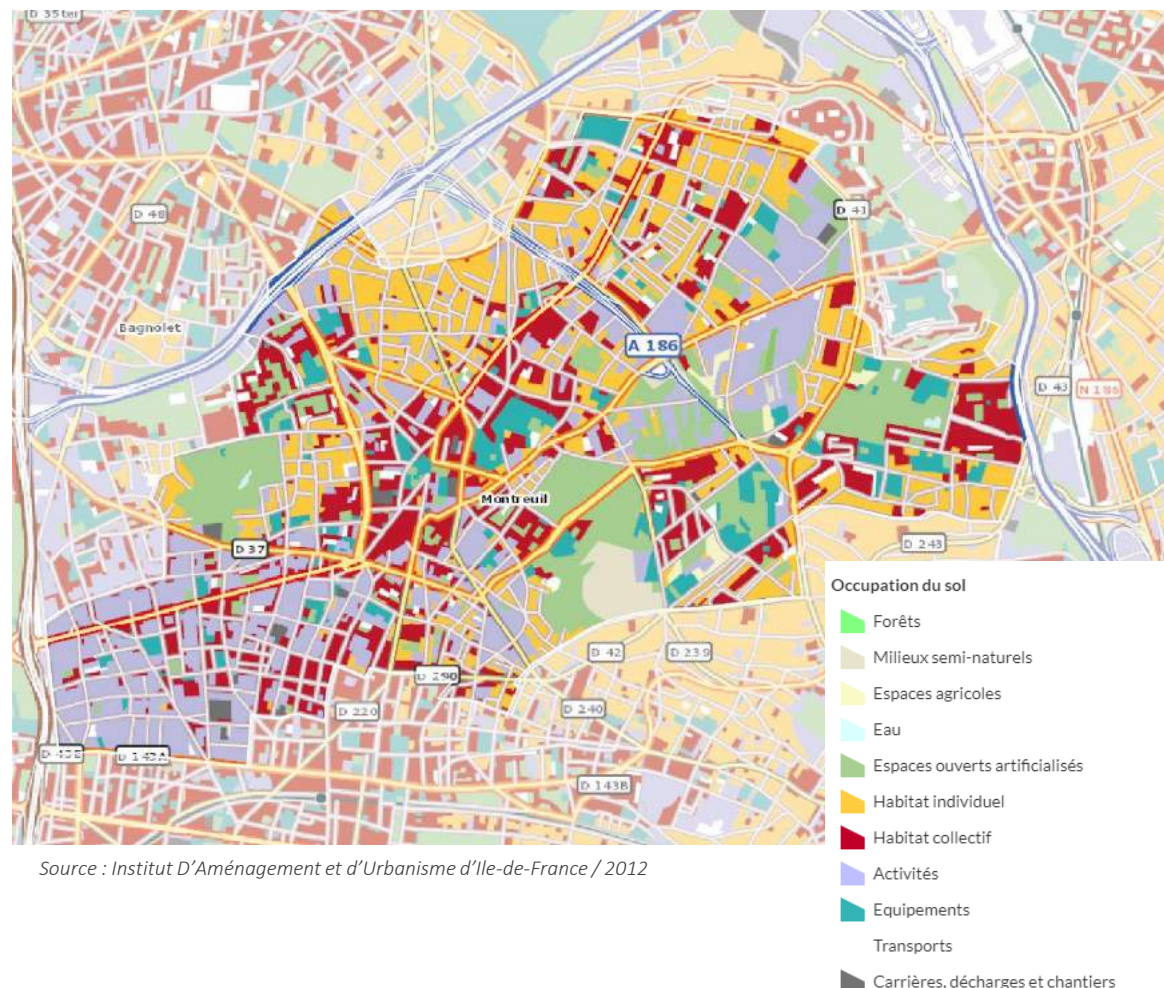 D 35ter
D 48
D 41
Bagnolet
A 186
D 43
N 186
Montreuil
D 37
D 243
D 42
D 239
D 290
D 220
D 240
D 143A
D 143B
Occupation du sol
Forêts
Milieux semi-naturels
Espaces agricoles
Eau
Espaces ouverts artificialisés
Habitat individuel
Habitat collectif
Activités
Equipements
Transports
Carrières, décharges et chantiers
Source : Institut D’Aménagement et d’Urbanisme d’Ile-de-France / 2012